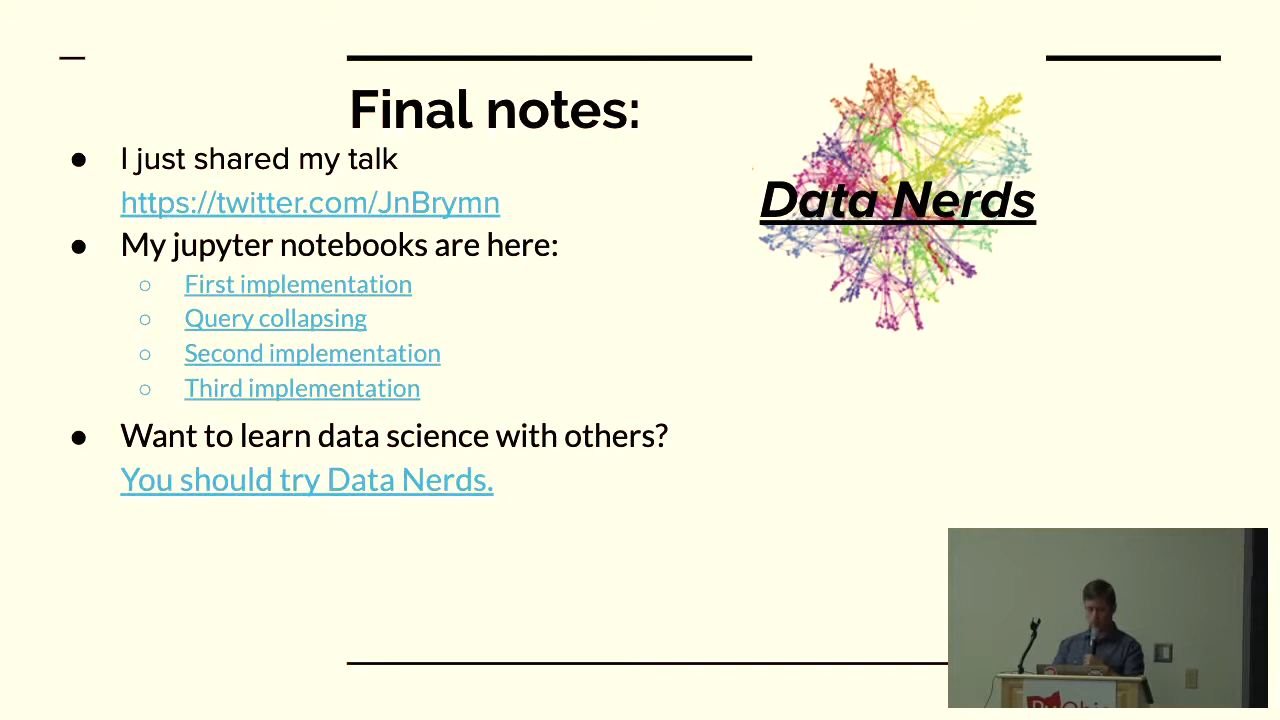 Final notes:
● I just shared my talk
https://twitter.com/JnBrymn
● My jupyter notebooks are here:
○ First implementation
○ Query collapsing
○ Second implementation
○ Third implementation
● Want to learn data science with others?
You should try Data Nerds.
Data Nerds